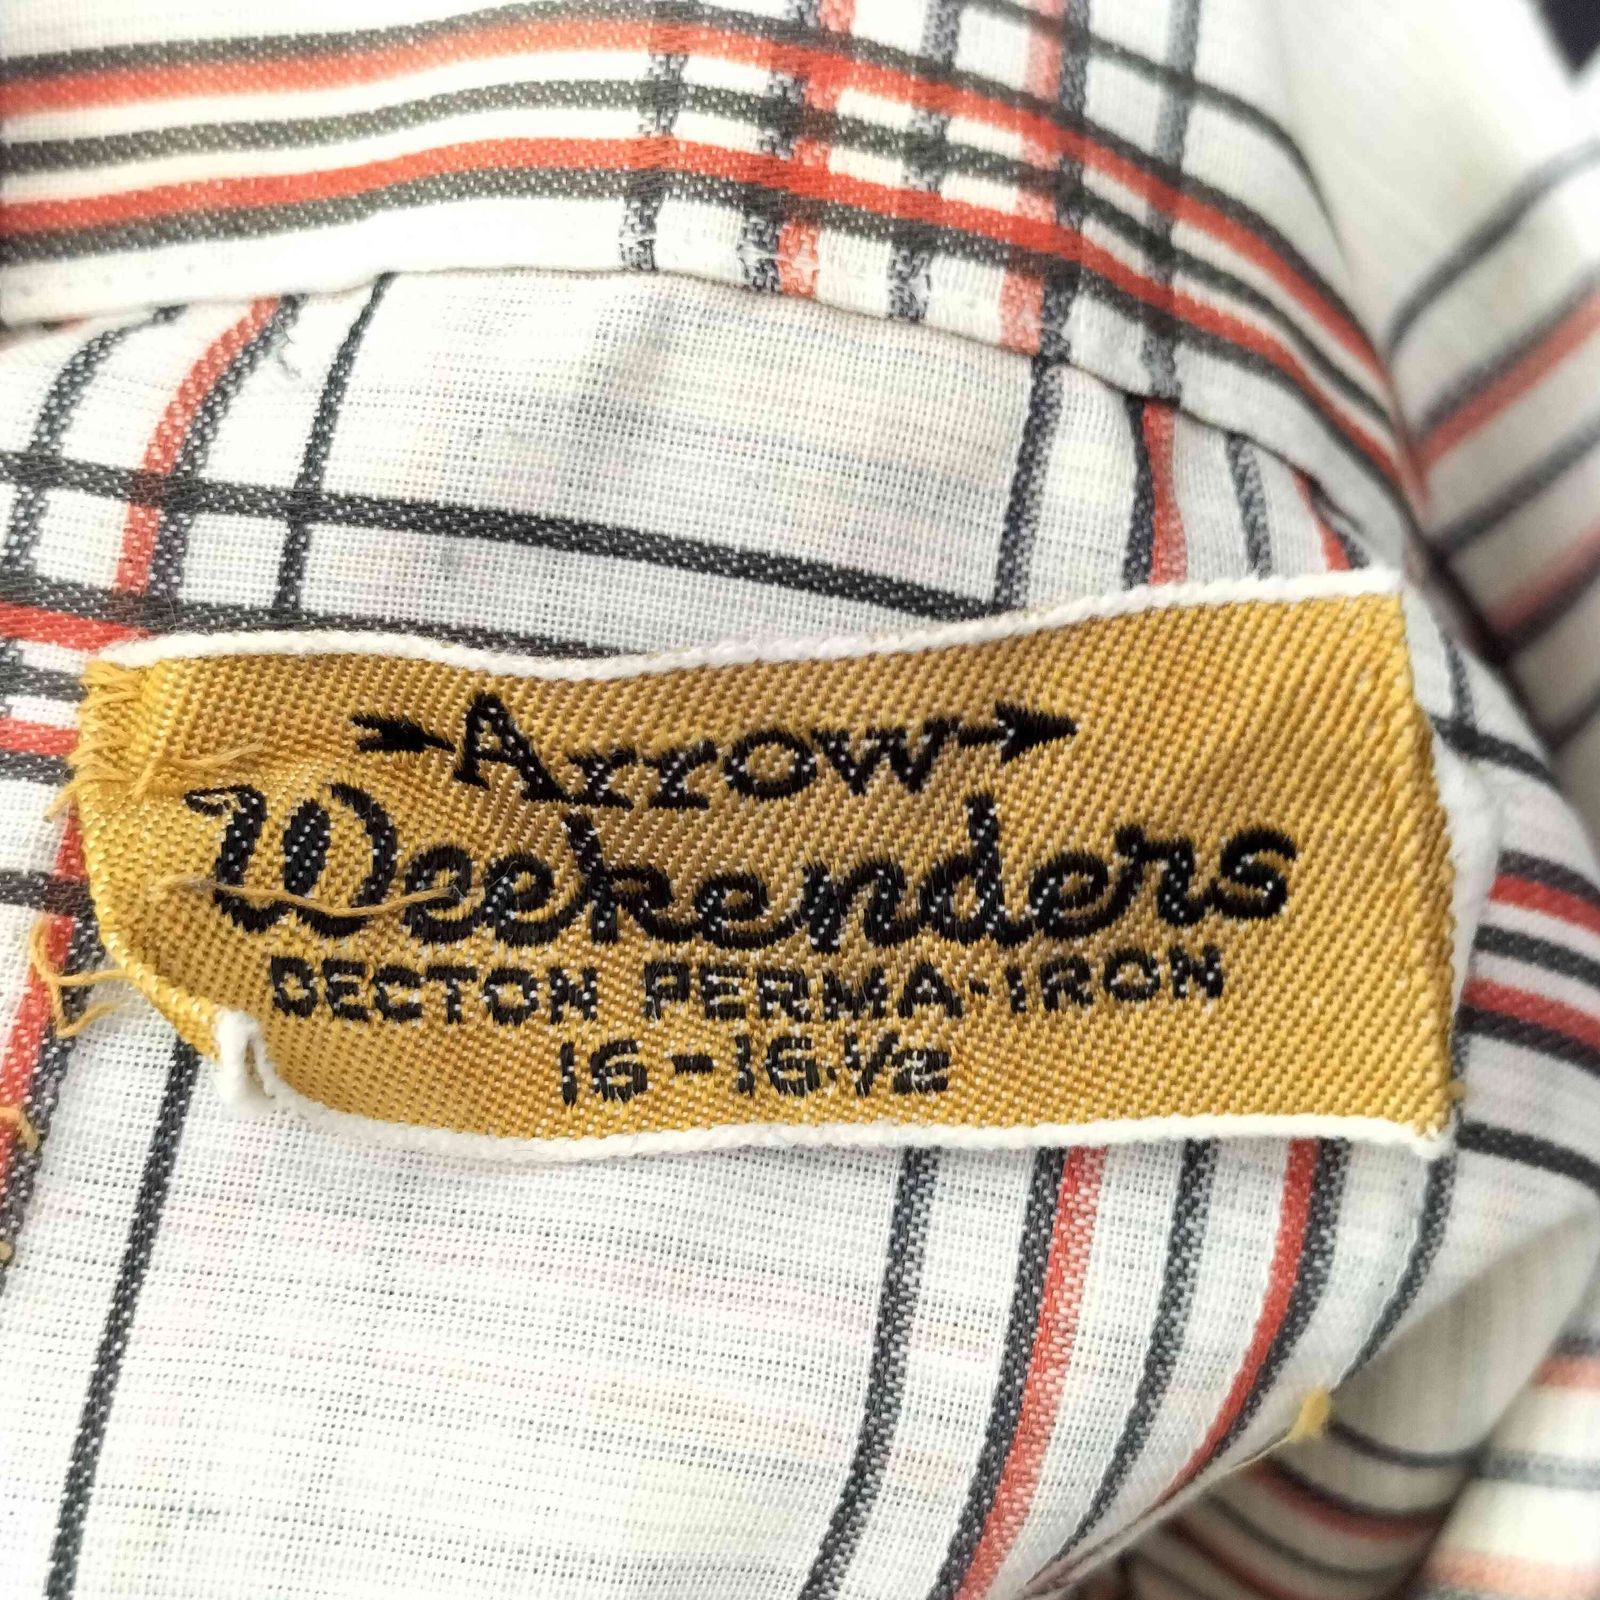 Arrow
Weekenders
DECTON PERMA-IRON
16-16½